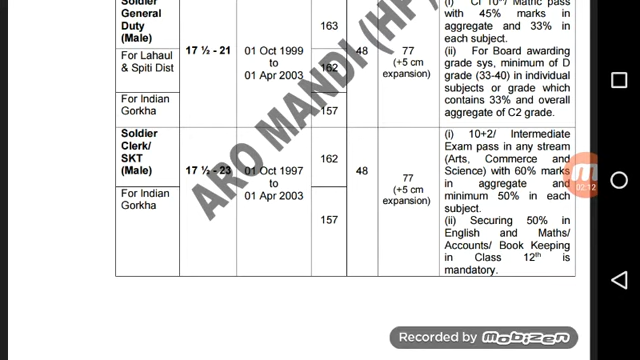 Soldier
General
Duty
(Male)
For Lahaul
& Spiti Dist
For Indian
Gorkha
17 ½ - 21
01 Oct 1999
to
01 Apr 2003
163
162
157
48
77
(+5 cm
expansion)
(i) Cl 10th/ Matric pass
with 45% marks in
aggregate and 33% in
each subject.
(ii) For Board awarding
grade sys, minimum of D
grade (33-40) in individual
subjects or grade which
contains 33% and overall
aggregate of C2 grade.
Soldier
Clerk/
SKT
(Male)
For Indian
Gorkha
17 ½ - 23
01 Oct 1997
to
01 Apr 2003
162
157
48
77
(+5 cm
expansion)
(i) 10+2/ Intermediate
Exam pass in any stream
(Arts, Commerce and
Science) with 60% marks
in aggregate and
minimum 50% in each
subject.
(ii) Securing 50% in
English and Maths/
Accounts/ Book Keeping
in Class 12th is
mandatory.
ARO MANDI (HP)
02:12
Recorded by mobizen